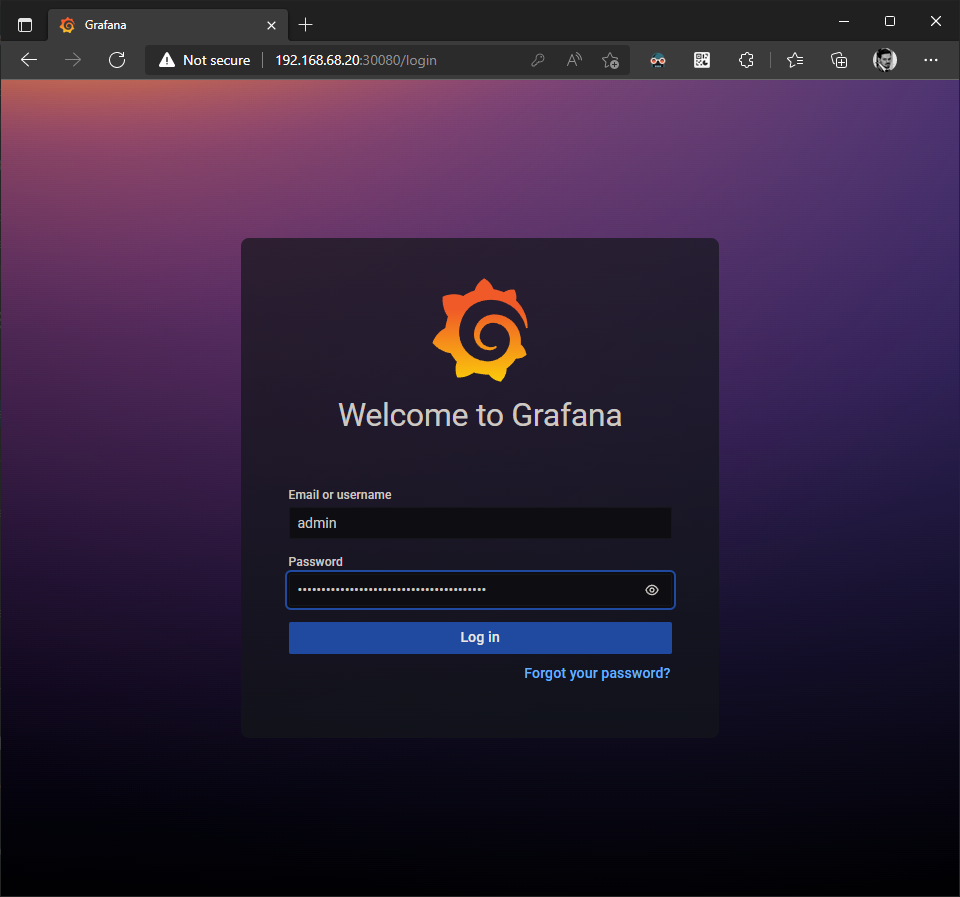 Grafana
Not secure 192.168.68.20:30080/login
Welcome to Grafana
Email or username
admin
Password
••••••••••••••••••••••••••••••••••••••••
Log in
Forgot your password?